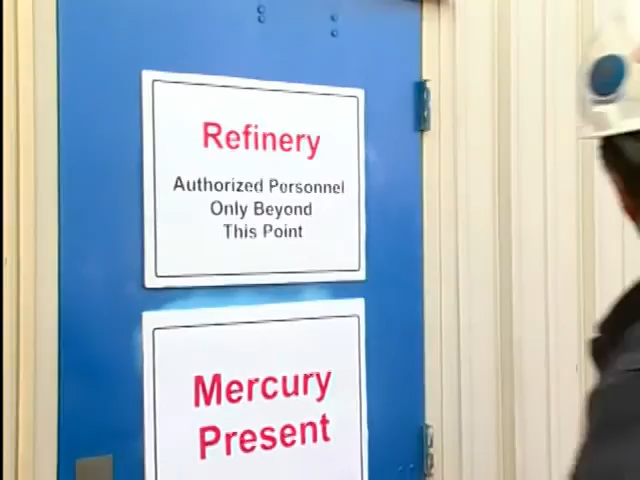 Refinery
Authorized Personnel
Only Beyond
This Point
Mercury
Present